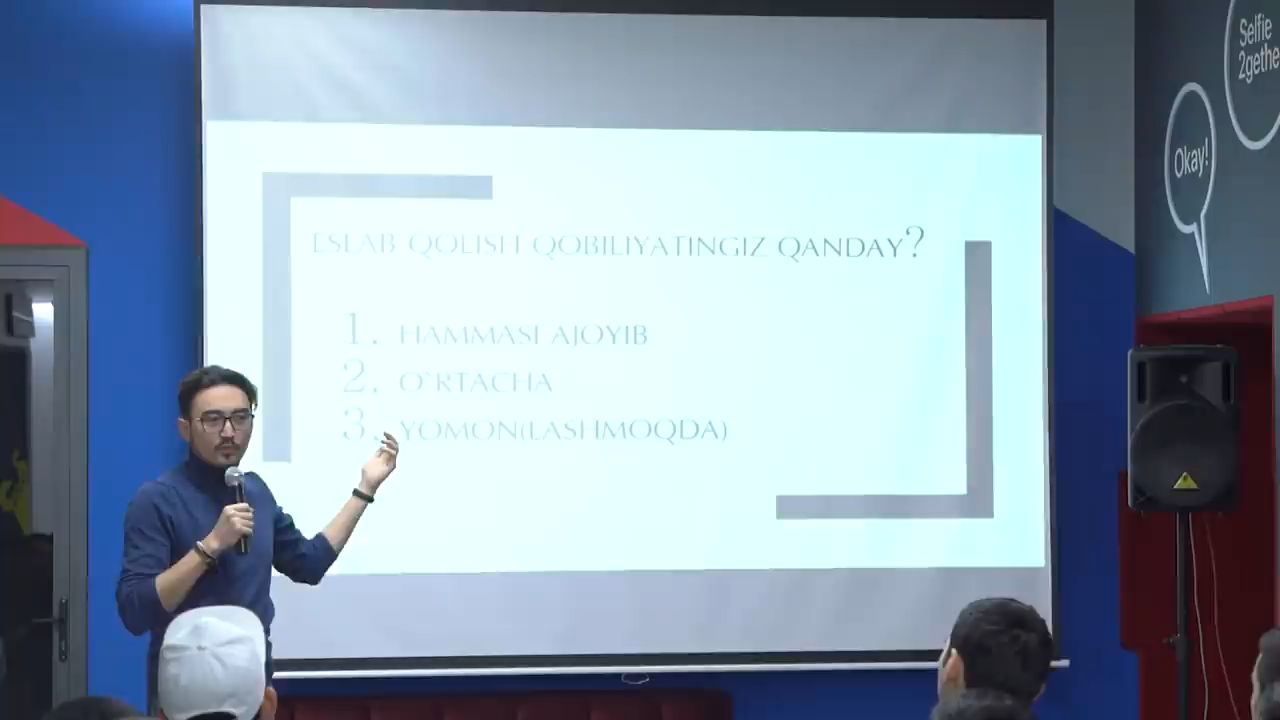 ESLAB QOLISH QOBILIYATINGIZ QANDAY?
1. HAMMASI AJOYIB
2. O`RTACHA
3. YOMON(LASHMOQDA)
Okay!
Selfie
2gethe